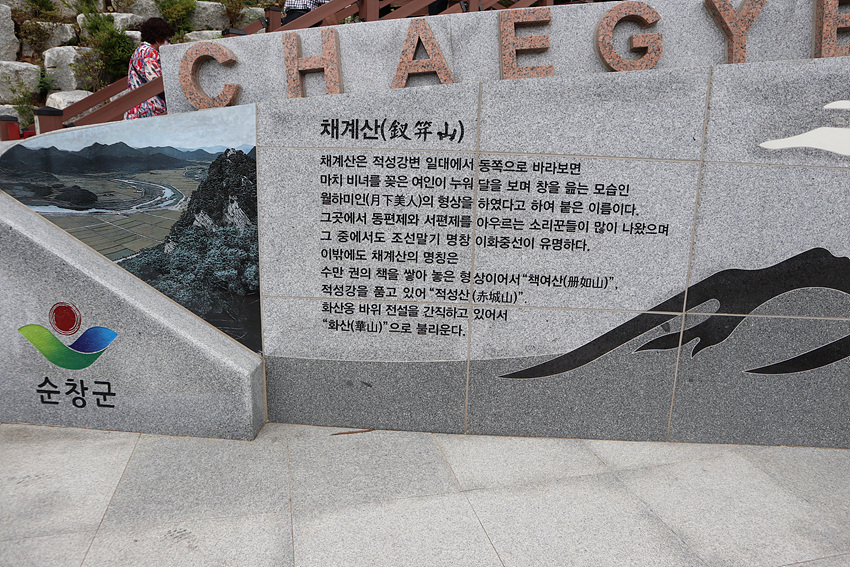 CHAEGYE
채계산(釵笄山)
채계산은 적성강변 일대에서 동쪽으로 바라보면
마치 비녀를 꽂은 여인이 누워 달을 보며 창을 읊는 모습인
월하미인(月下美人)의 형상을 하였다고 하여 붙은 이름이다.
그곳에서 동편제와 서편제를 아우르는 소리꾼들이 많이 나왔으며
그 중에서도 조선말기 명창 이화중선이 유명하다.
이밖에도 채계산의 명칭은
수만 권의 책을 쌓아 놓은 형상이어서 “책여산(册如山)”,
적성강을 품고 있어 “적성산(赤城山)”.
화산옹 바위 전설을 간직하고 있어서
“화산(華山)”으로 불리운다.
순창군